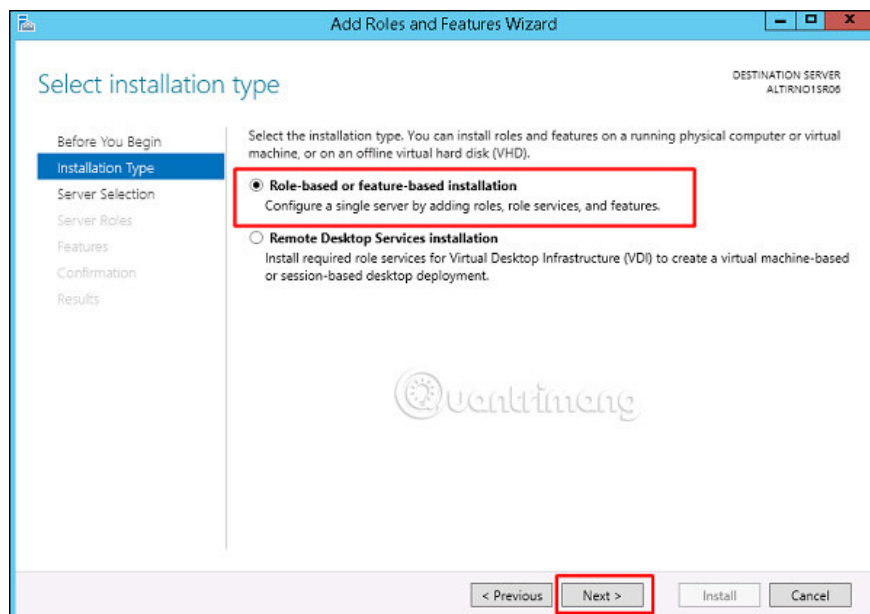 Add Roles and Features Wizard
Select installation type
DESTINATION SERVER
ALTIRNO1SR06
Before You Begin
Installation Type
Server Selection
Server Roles
Features
Confirmation
Results
Select the installation type. You can install roles and features on a running physical computer or virtual
machine, or on an offline virtual hard disk (VHD).
Role-based or feature-based installation
Configure a single server by adding roles, role services, and features.
Remote Desktop Services installation
Install required role services for Virtual Desktop Infrastructure (VDI) to create a virtual machine-based
or session-based desktop deployment.
Quantrimang
< Previous
Next >
Install
Cancel